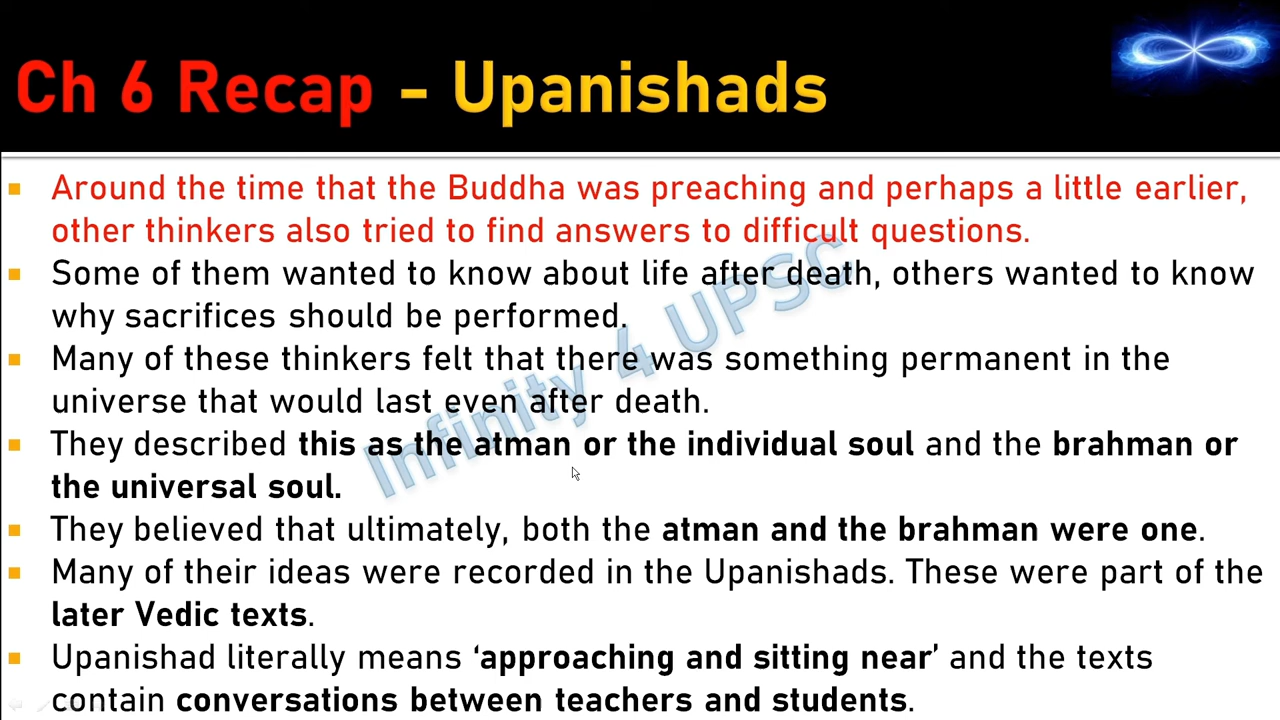 Ch 6 Recap – Upanishads
Around the time that the Buddha was preaching and perhaps a little earlier,
other thinkers also tried to find answers to difficult questions.
Some of them wanted to know about life after death, others wanted to know
why sacrifices should be performed.
Many of these thinkers felt that there was something permanent in the
universe that would last even after death.
They described this as the atman or the individual soul and the brahman or
the universal soul.
They believed that ultimately, both the atman and the brahman were one.
Many of their ideas were recorded in the Upanishads. These were part of the
later Vedic texts.
Upanishad literally means ‘approaching and sitting near’ and the texts
contain conversations between teachers and students.
Infinity 4 UPSC